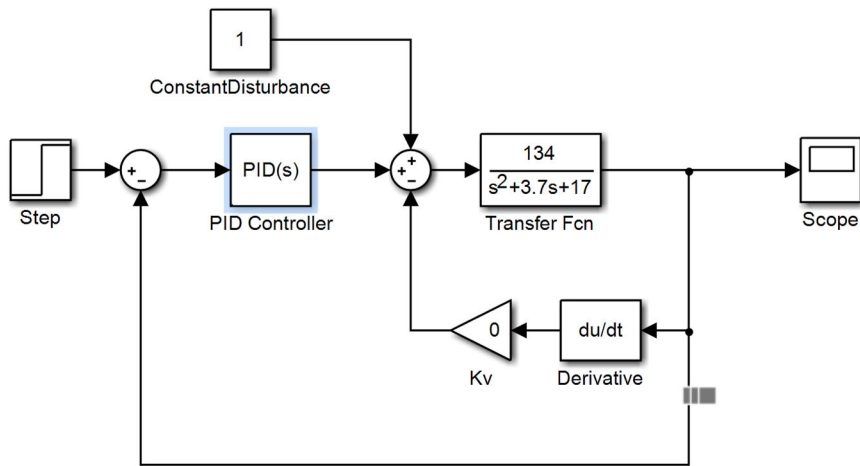 1
ConstantDisturbance
+
−
PID(s)
+
+
−
134
s²+3.7s+17
Step
PID Controller
Transfer Fcn
Scope
0
du/dt
Kv
Derivative